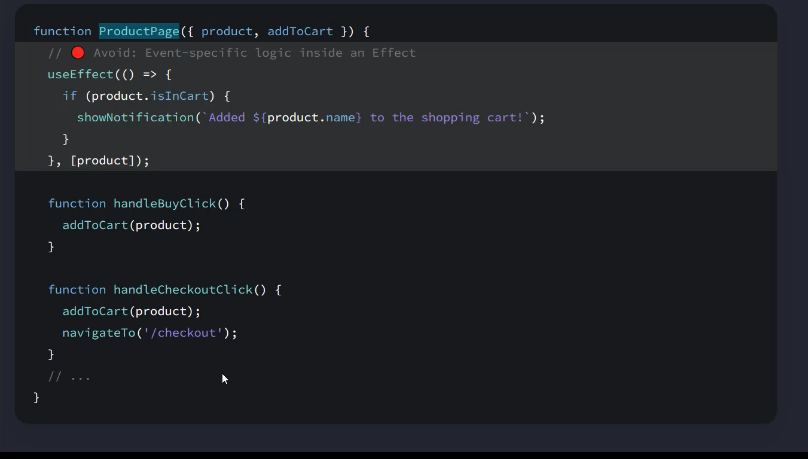 function ProductPage({ product, addToCart }) {
  // 🔴 Avoid: Event-specific logic inside an Effect
  useEffect(() => {
    if (product.isInCart) {
      showNotification(`Added ${product.name} to the shopping cart!`);
    }
  }, [product]);

  function handleBuyClick() {
    addToCart(product);
  }

  function handleCheckoutClick() {
    addToCart(product);
    navigateTo('/checkout');
  }
  // ...
}